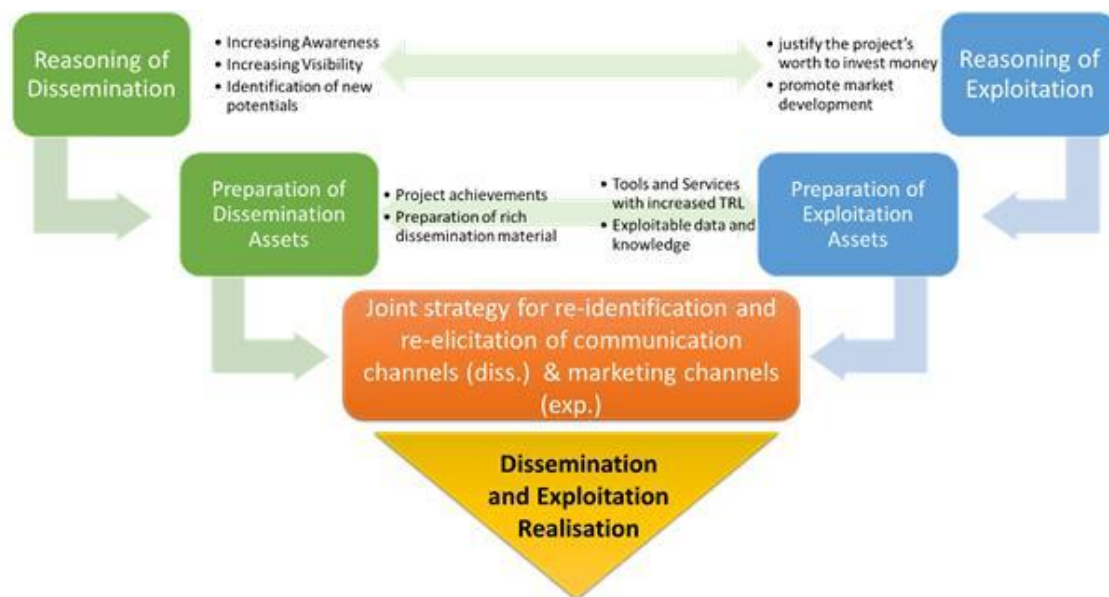 Reasoning of
Dissemination
• Increasing Awareness
• Increasing Visibility
• Identification of new
potentials
• justify the project's
worth to invest money
• promote market
development
Reasoning of
Exploitation
Preparation of
Dissemination
Assets
• Project achievements
• Preparation of rich
dissemination material
• Tools and Services
with increased TRL
• Exploitable data and
knowledge
Preparation of
Exploitation
Assets
Joint strategy for re-identification and
re-elicitation of communication
channels (diss.) & marketing channels
(exp.)
Dissemination
and Exploitation
Realisation